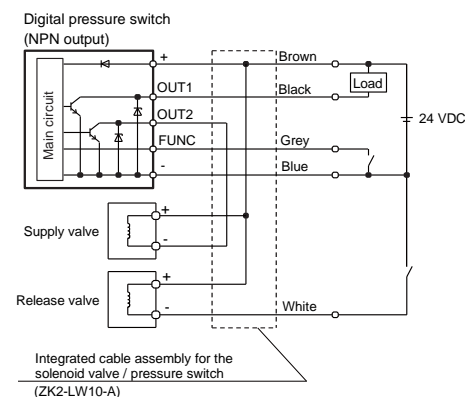 Digital pressure switch
(NPN output)
Main circuit
+
OUT1
OUT2
FUNC
-
Brown
Black
Load
24 VDC
Grey
Blue
Supply valve
+
-
Release valve
+
-
White
Integrated cable assembly for the
solenoid valve / pressure switch
(ZK2-LW10-A)